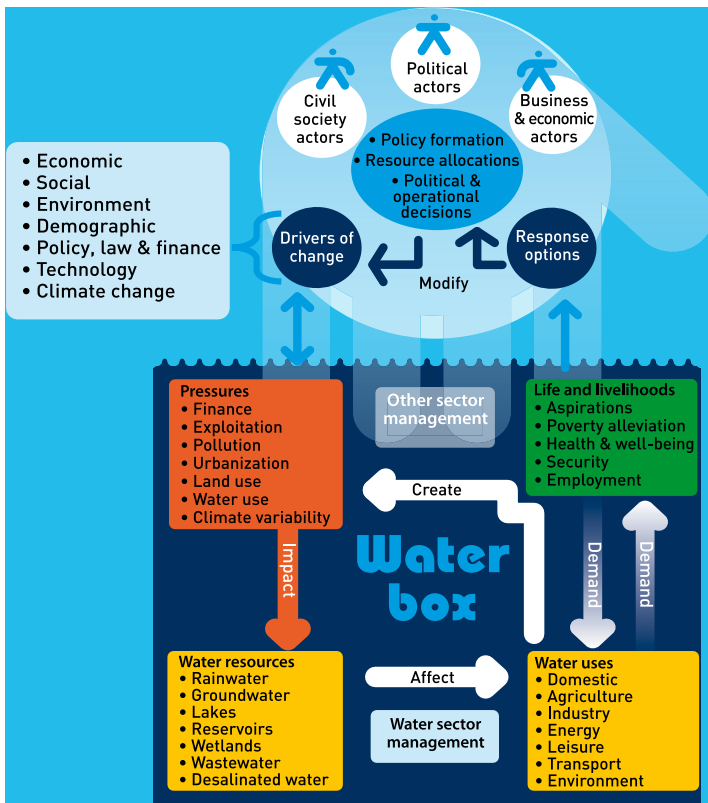 Political
actors
Civil
society
actors
Business
& economic
actors
• Policy formation
• Resource allocations
• Political &
operational
decisions
• Economic
• Social
• Environment
• Demographic
• Policy, law & finance
• Technology
• Climate change
Drivers of
change
Response
options
Modify
Pressures
• Finance
• Exploitation
• Pollution
• Urbanization
• Land use
• Water use
• Climate variability
Other sector
management
Life and livelihoods
• Aspirations
• Poverty alleviation
• Health & well-being
• Security
• Employment
Create
Impact
Water
box
Demand
Demand
Water resources
• Rainwater
• Groundwater
• Lakes
• Reservoirs
• Wetlands
• Wastewater
• Desalinated water
Affect
Water sector
management
Water uses
• Domestic
• Agriculture
• Industry
• Energy
• Leisure
• Transport
• Environment